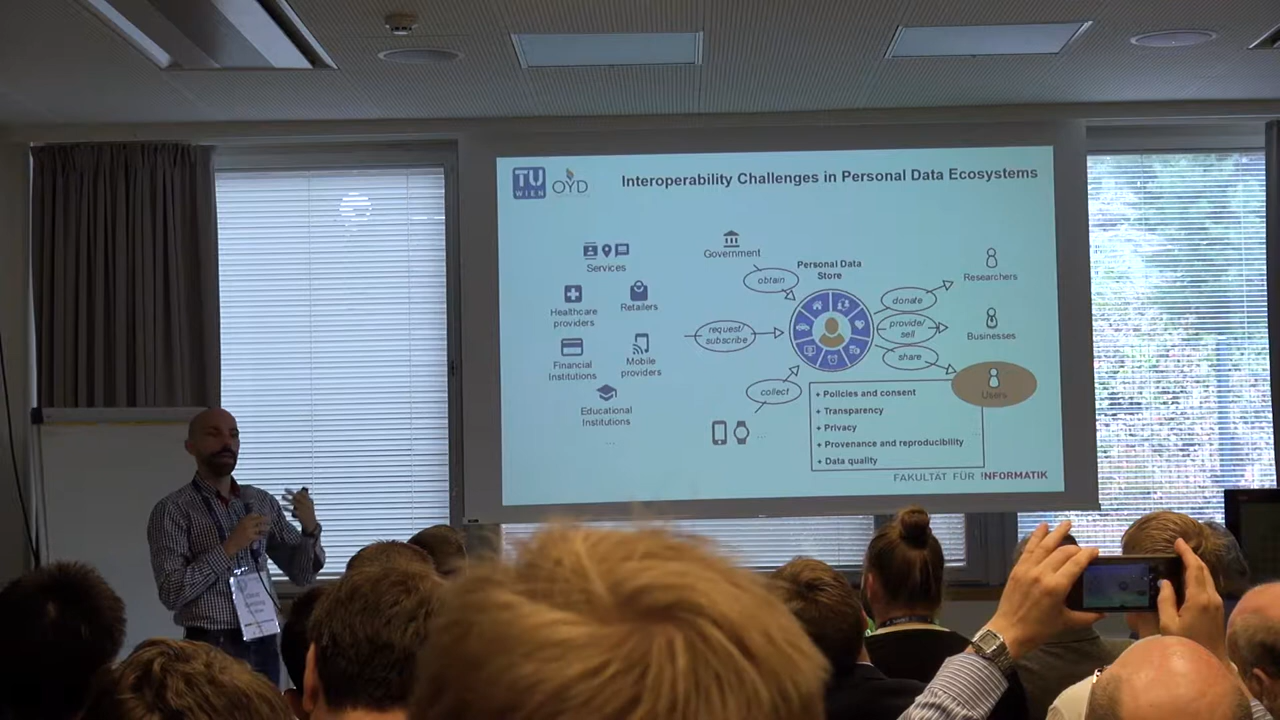 TU
WIEN
OYD
Interoperability Challenges in Personal Data Ecosystems
Services
Government
Personal Data
Store
obtain
Researchers
Healthcare
providers
Retailers
donate
request/
subscribe
provide/
sell
Businesses
Financial
Institutions
Mobile
providers
share
Users
collect
Educational
Institutions
...
...
+ Policies and consent
+ Transparency
+ Privacy
+ Provenance and reproducibility
+ Data quality
FAKULTÄT FÜR !NFORMATIK